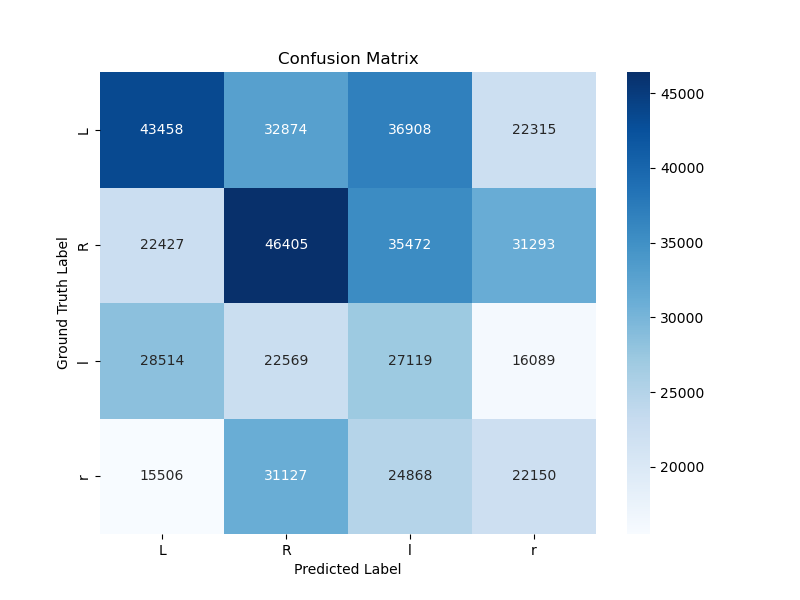 Confusion Matrix
L 43458 32874 36908 22315
R 22427 46405 35472 31293
l 28514 22569 27119 16089
r 15506 31127 24868 22150
L R l r
Predicted Label
Ground Truth Label
45000
40000
35000
30000
25000
20000